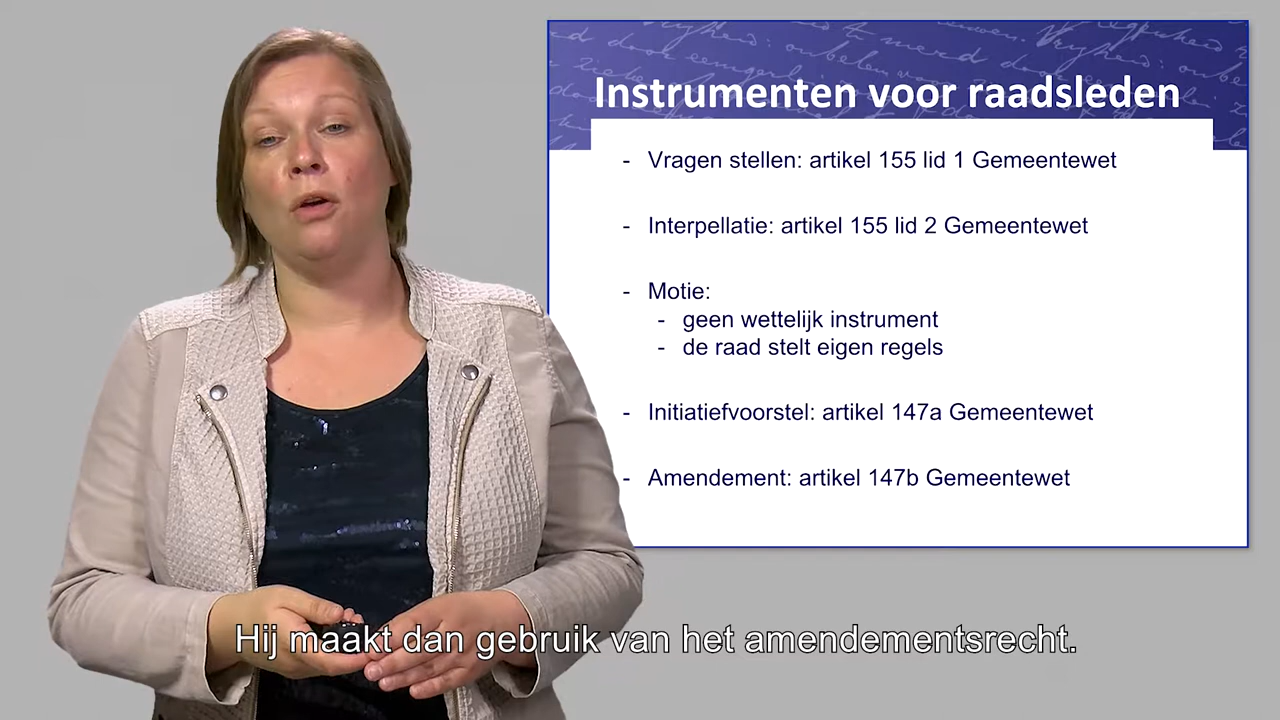 Instrumenten voor raadsleden
- Vragen stellen: artikel 155 lid 1 Gemeentewet
- Interpellatie: artikel 155 lid 2 Gemeentewet
- Motie:
- geen wettelijk instrument
- de raad stelt eigen regels
- Initiatiefvoorstel: artikel 147a Gemeentewet
- Amendement: artikel 147b Gemeentewet
Hij maakt dan gebruik van het amendementsrecht.